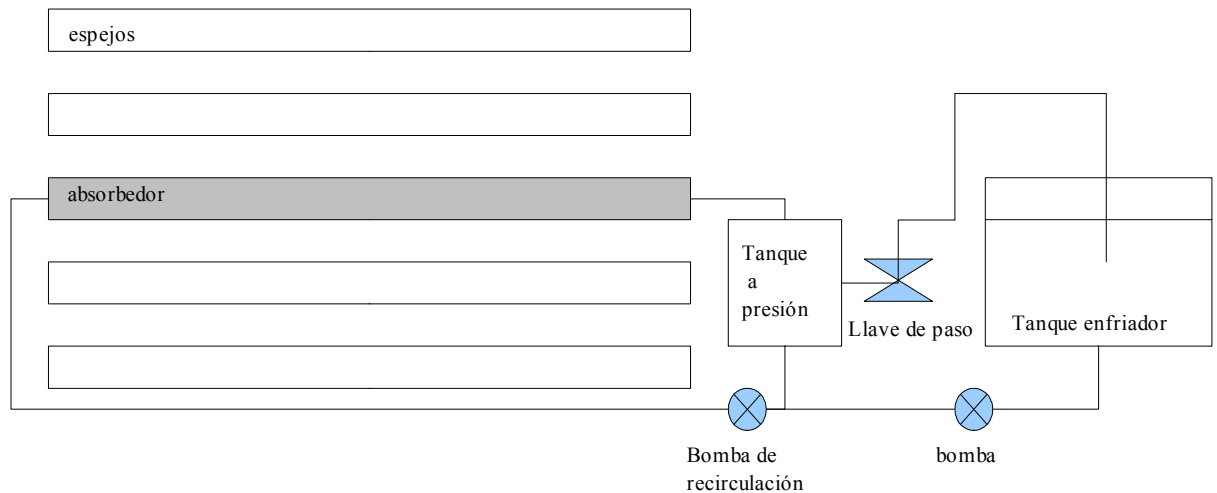 espejos
absorbedor
Tanque
a
presión
Llave de paso
Tanque enfriador
Bomba de
recirculación
bomba